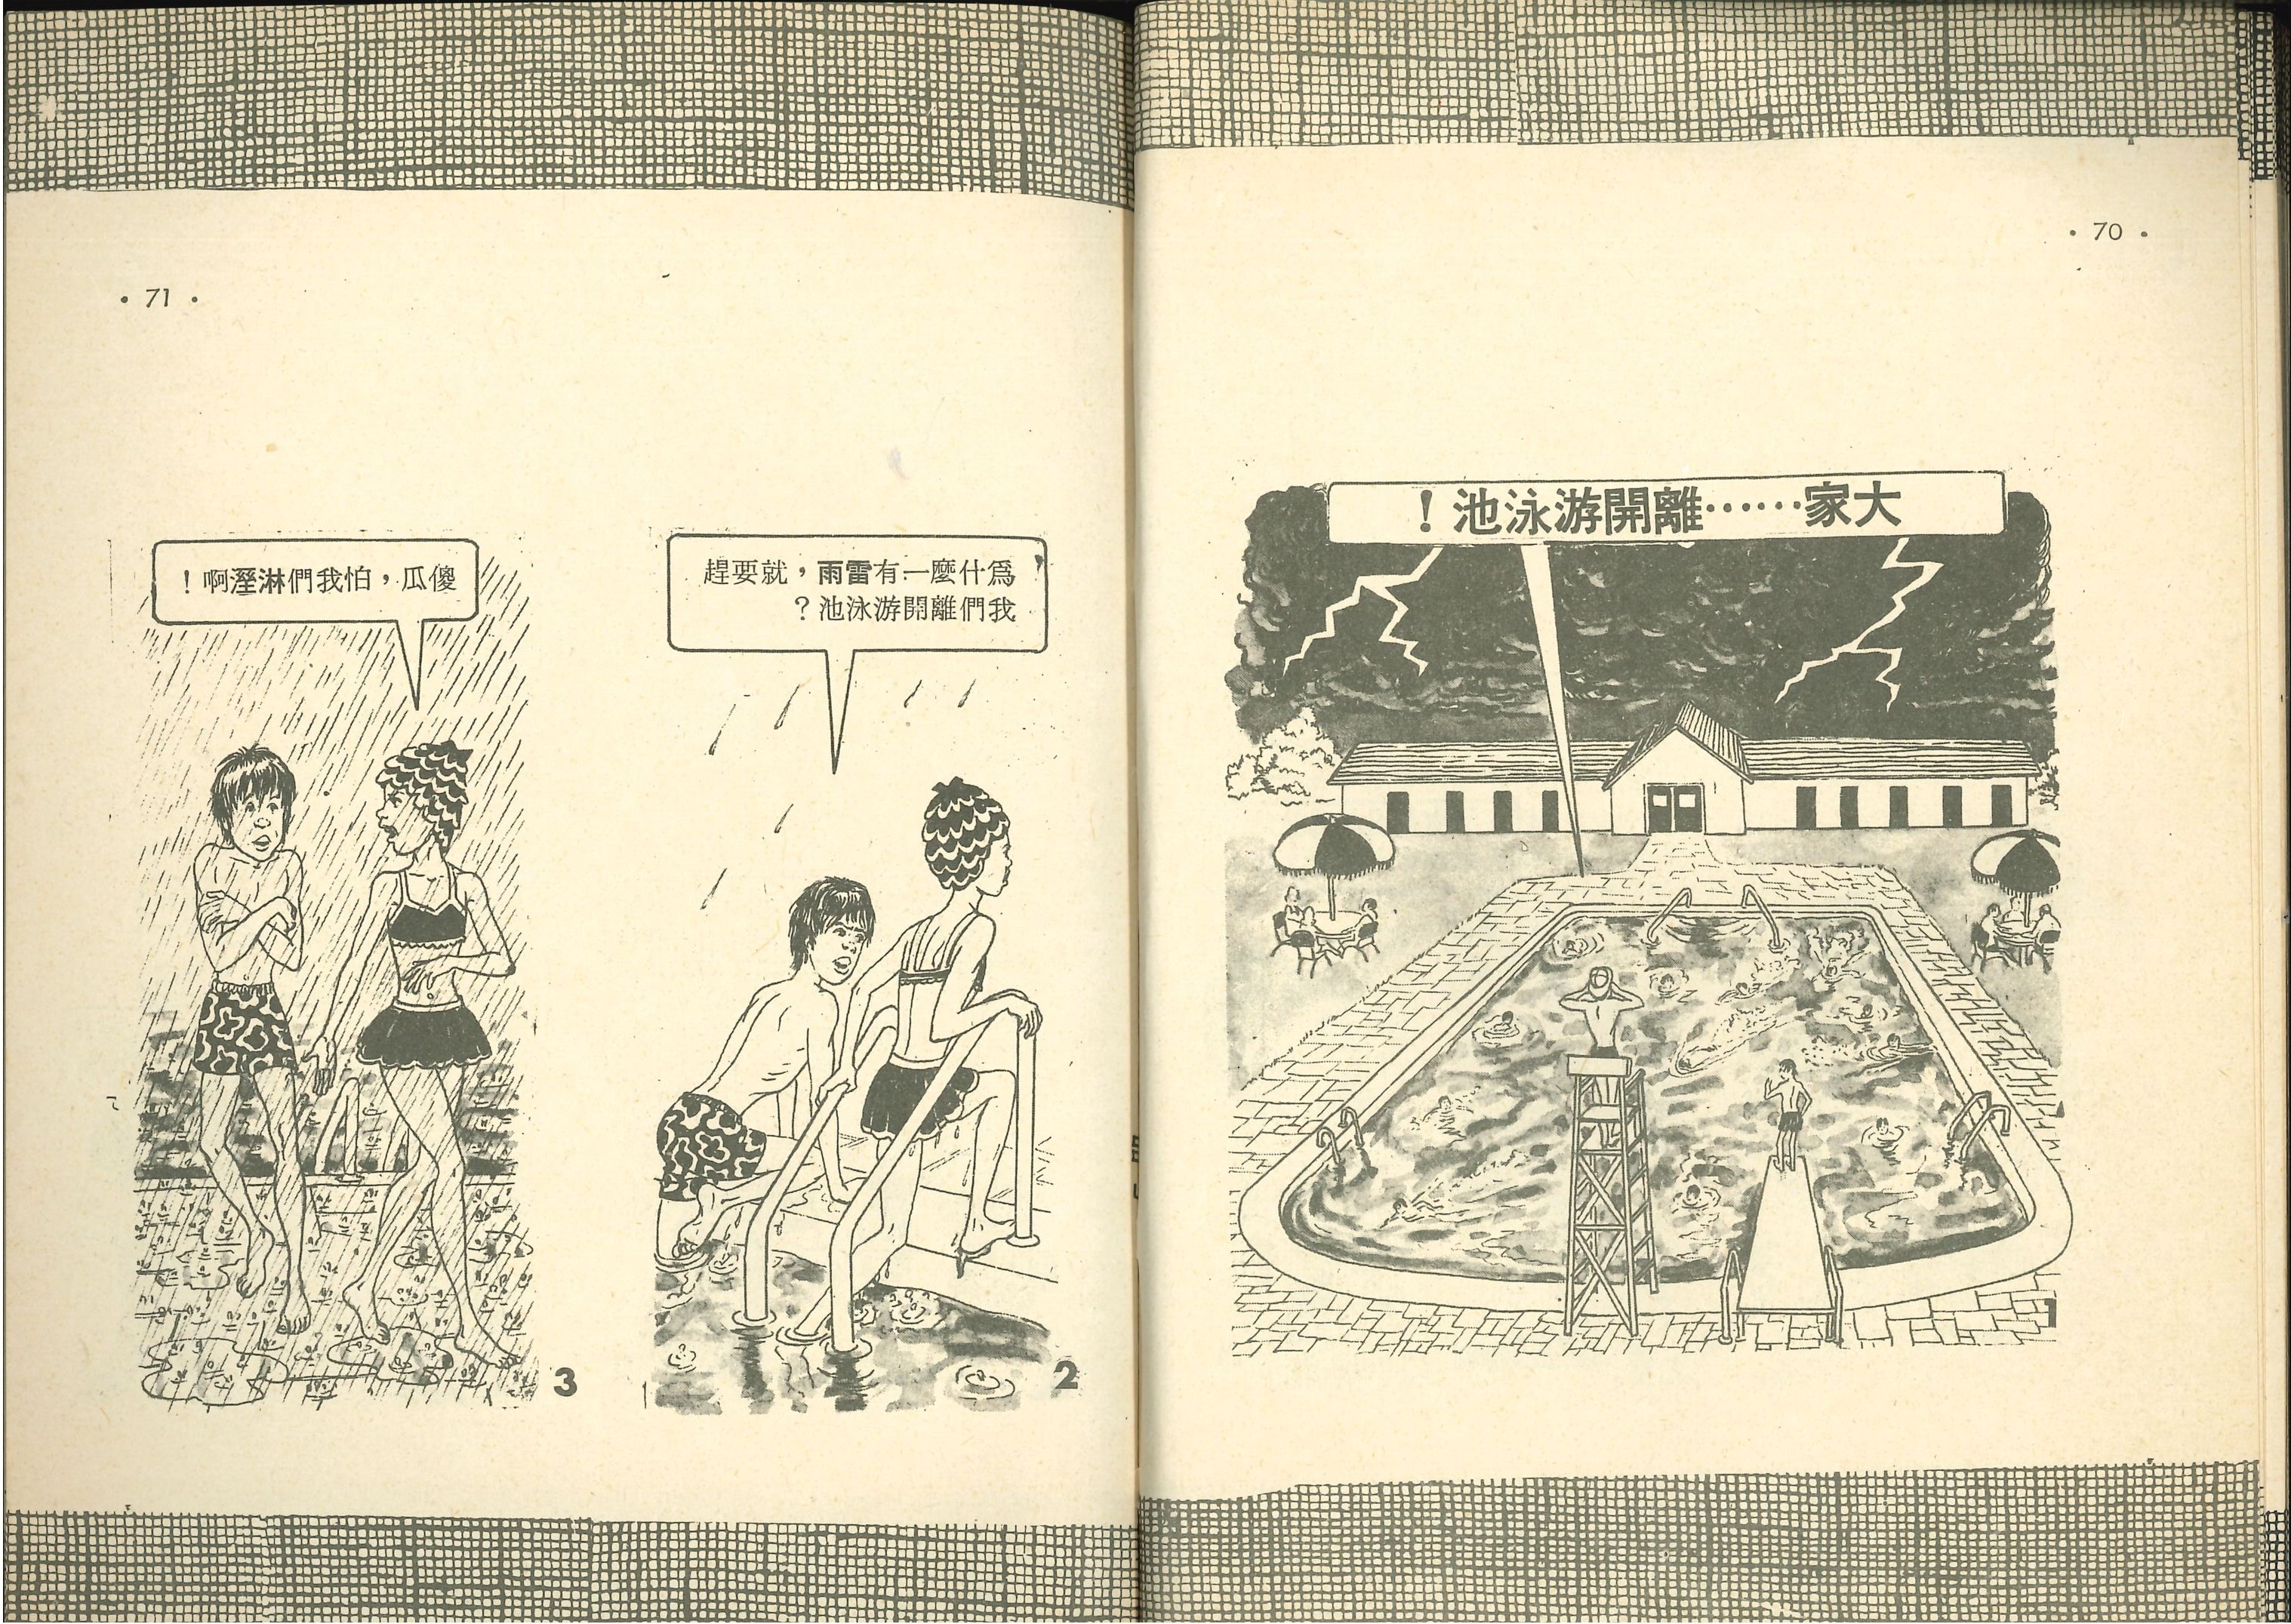 • 70 •
大家……離開游泳池!
1
• 71 •
爲什麼一有雷雨,就要趕
我們離開游泳池?
2
傻瓜,怕我們淋溼啊!
3